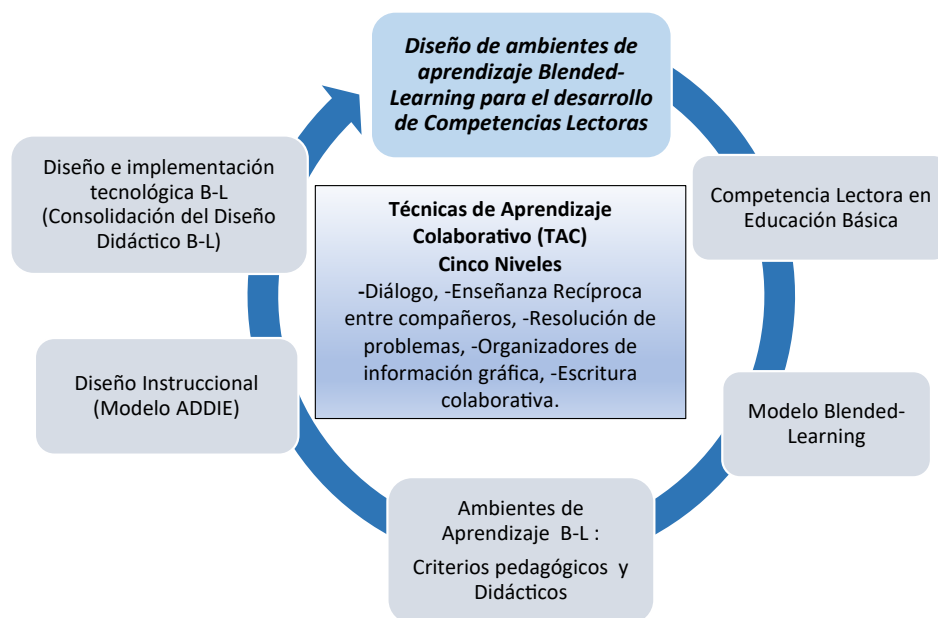 Diseño de ambientes de
aprendizaje Blended-
Learning para el desarrollo
de Competencias Lectoras
Competencia Lectora en
Educación Básica
Modelo Blended-
Learning
Ambientes de
Aprendizaje B-L :
Criterios pedagógicos y
Didácticos
Diseño Instruccional
(Modelo ADDIE)
Diseño e implementación
tecnológica B-L
(Consolidación del Diseño
Didáctico B-L)
Técnicas de Aprendizaje
Colaborativo (TAC)
Cinco Niveles
-Diálogo, -Enseñanza Recíproca
entre compañeros, -Resolución de
problemas, -Organizadores de
información gráfica, -Escritura
colaborativa.